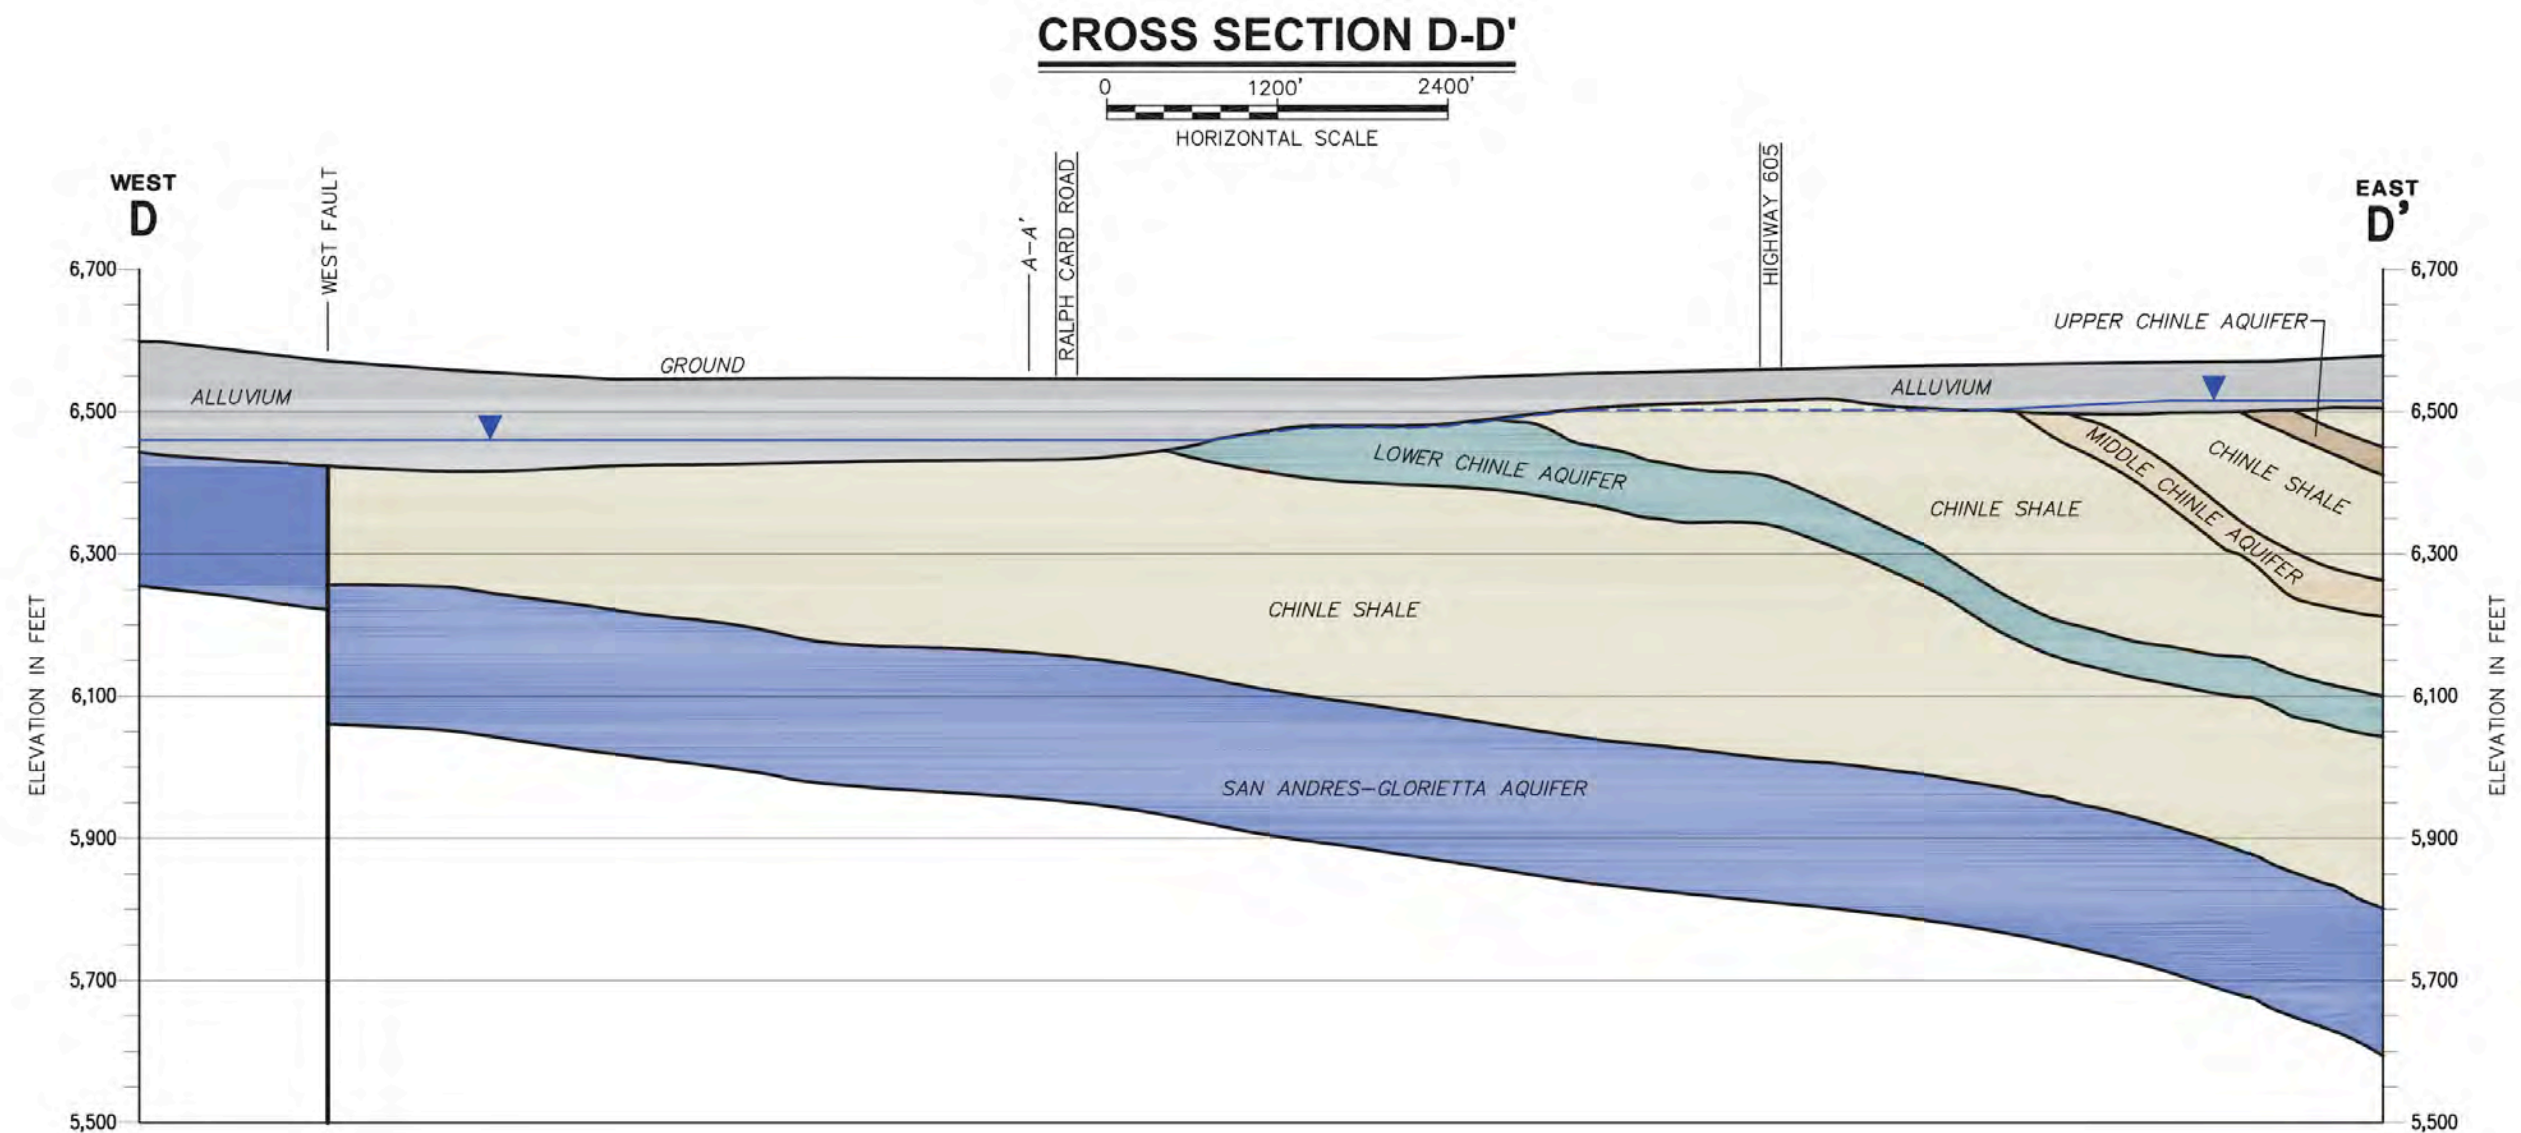 CROSS SECTION D-D'
0 1200' 2400'
HORIZONTAL SCALE
WEST
D
EAST
D'
WEST FAULT
A-A'
RALPH CARD ROAD
HIGHWAY 605
6,700
6,500
6,300
6,100
5,900
5,700
5,500
ELEVATION IN FEET
GROUND
ALLUVIUM
ALLUVIUM
UPPER CHINLE AQUIFER
LOWER CHINLE AQUIFER
MIDDLE CHINLE AQUIFER
CHINLE SHALE
CHINLE SHALE
CHINLE SHALE
SAN ANDRES-GLORIETTA AQUIFER
6,700
6,500
6,300
6,100
5,900
5,700
5,500
ELEVATION IN FEET